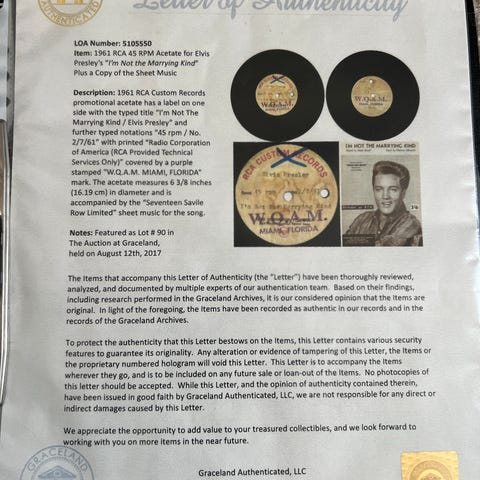 Letter of Authenticity
AUTHENTICATED
LOA Number: 5105550
Item: 1961 RCA 45 RPM Acetate for Elvis
Presley's "I'm Not the Marrying Kind"
Plus a Copy of the Sheet Music
Description: 1961 RCA Custom Records
promotional acetate has a label on one
side with the typed title "I'm Not The
Marrying Kind / Elvis Presley" and
further typed notations "45 rpm / No.
2/7/61" with printed "Radio Corporation
of America (RCA Provided Technical
Services Only)" covered by a purple
stamped "W.Q.A.M. MIAMI, FLORIDA"
mark. The acetate measures 6 3/8 inches
(16.19 cm) in diameter and is
accompanied by the "Seventeen Savile
Row Limited" sheet music for the song.
Notes: Featured as Lot # 90 in
The Auction at Graceland,
held on August 12th, 2017
W.Q.A.M.
W.Q.A.M.
RCA CUSTOM RECORDS
Elvis Presley
45 rpm
I'm Not The Marrying Kind
W.Q.A.M.
MIAMI, FLORIDA
I'M NOT THE MARRYING KIND
The Items that accompany this Letter of Authenticity (the "Letter") have been thoroughly reviewed,
analyzed, and documented by multiple experts of our authentication team. Based on their findings,
including research performed in the Graceland Archives, it is our considered opinion that the Items are
original. In light of the foregoing, the Items have been recorded as authentic in our records and in the
records of the Graceland Archives.
To protect the authenticity that this Letter bestows on the Items, this Letter contains various security
features to guarantee its originality. Any alteration or evidence of tampering of this Letter, the Items or
the proprietary numbered hologram will void this Letter. This Letter is to accompany the Items
wherever they go, and is to be included on any future sale or loan-out of the Items. No photocopies of
this letter should be accepted. While this Letter, and the opinion of authenticity contained therein,
have been issued in good faith by Graceland Authenticated, LLC, we are not responsible for any direct or
indirect damages caused by this Letter.
We appreciate the opportunity to add value to your treasured collectibles, and we look forward to
working with you on more items in the near future.
GRACELAND
Graceland Authenticated, LLC